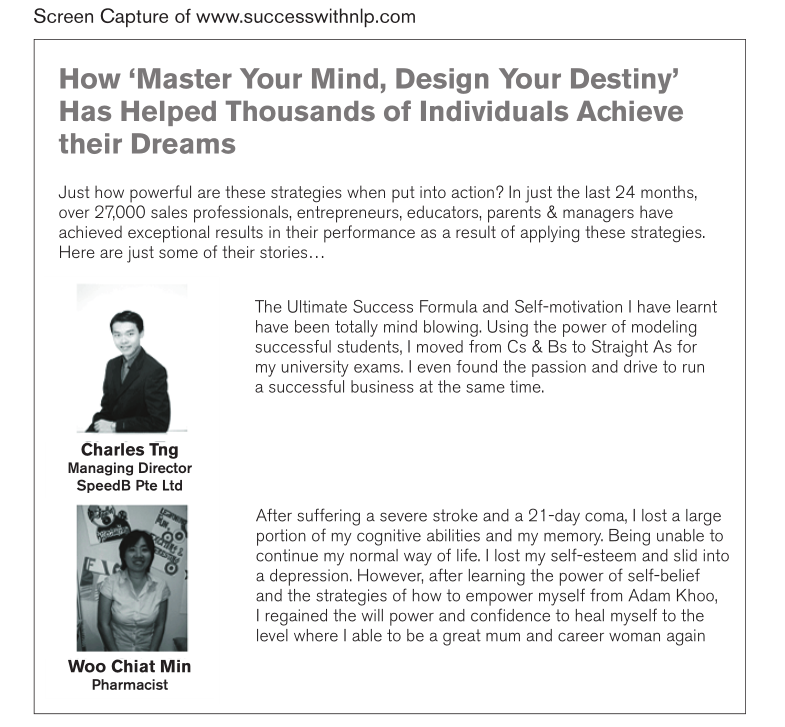 Screen Capture of www.successwithnlp.com
How ‘Master Your Mind, Design Your Destiny’
Has Helped Thousands of Individuals Achieve
their Dreams
Just how powerful are these strategies when put into action? In just the last 24 months,
over 27,000 sales professionals, entrepreneurs, educators, parents & managers have
achieved exceptional results in their performance as a result of applying these strategies.
Here are just some of their stories…
The Ultimate Success Formula and Self-motivation I have learnt
have been totally mind blowing. Using the power of modeling
successful students, I moved from Cs & Bs to Straight As for
my university exams. I even found the passion and drive to run
a successful business at the same time.
Charles Tng
Managing Director
SpeedB Pte Ltd
After suffering a severe stroke and a 21-day coma, I lost a large
portion of my cognitive abilities and my memory. Being unable to
continue my normal way of life. I lost my self-esteem and slid into
a depression. However, after learning the power of self-belief
and the strategies of how to empower myself from Adam Khoo,
I regained the will power and confidence to heal myself to the
level where I able to be a great mum and career woman again
Woo Chiat Min
Pharmacist